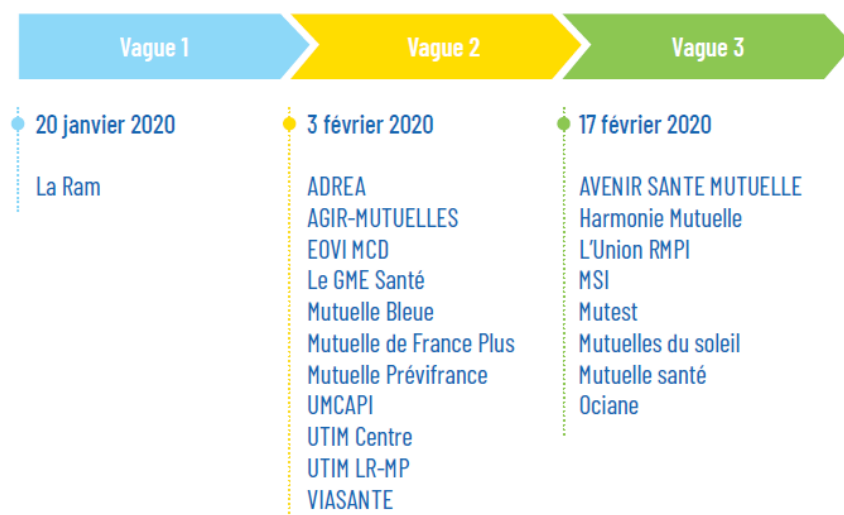 Vague 1
Vague 2
Vague 3
20 janvier 2020
La Ram
3 février 2020
ADREA
AGIR-MUTUELLES
EOVI MCD
Le GME Santé
Mutuelle Bleue
Mutuelle de France Plus
Mutuelle Prévifrance
UMCAPI
UTIM Centre
UTIM LR-MP
VIASANTE
17 février 2020
AVENIR SANTE MUTUELLE
Harmonie Mutuelle
L'Union RMPI
MSI
Mutest
Mutuelles du soleil
Mutuelle santé
Ociane